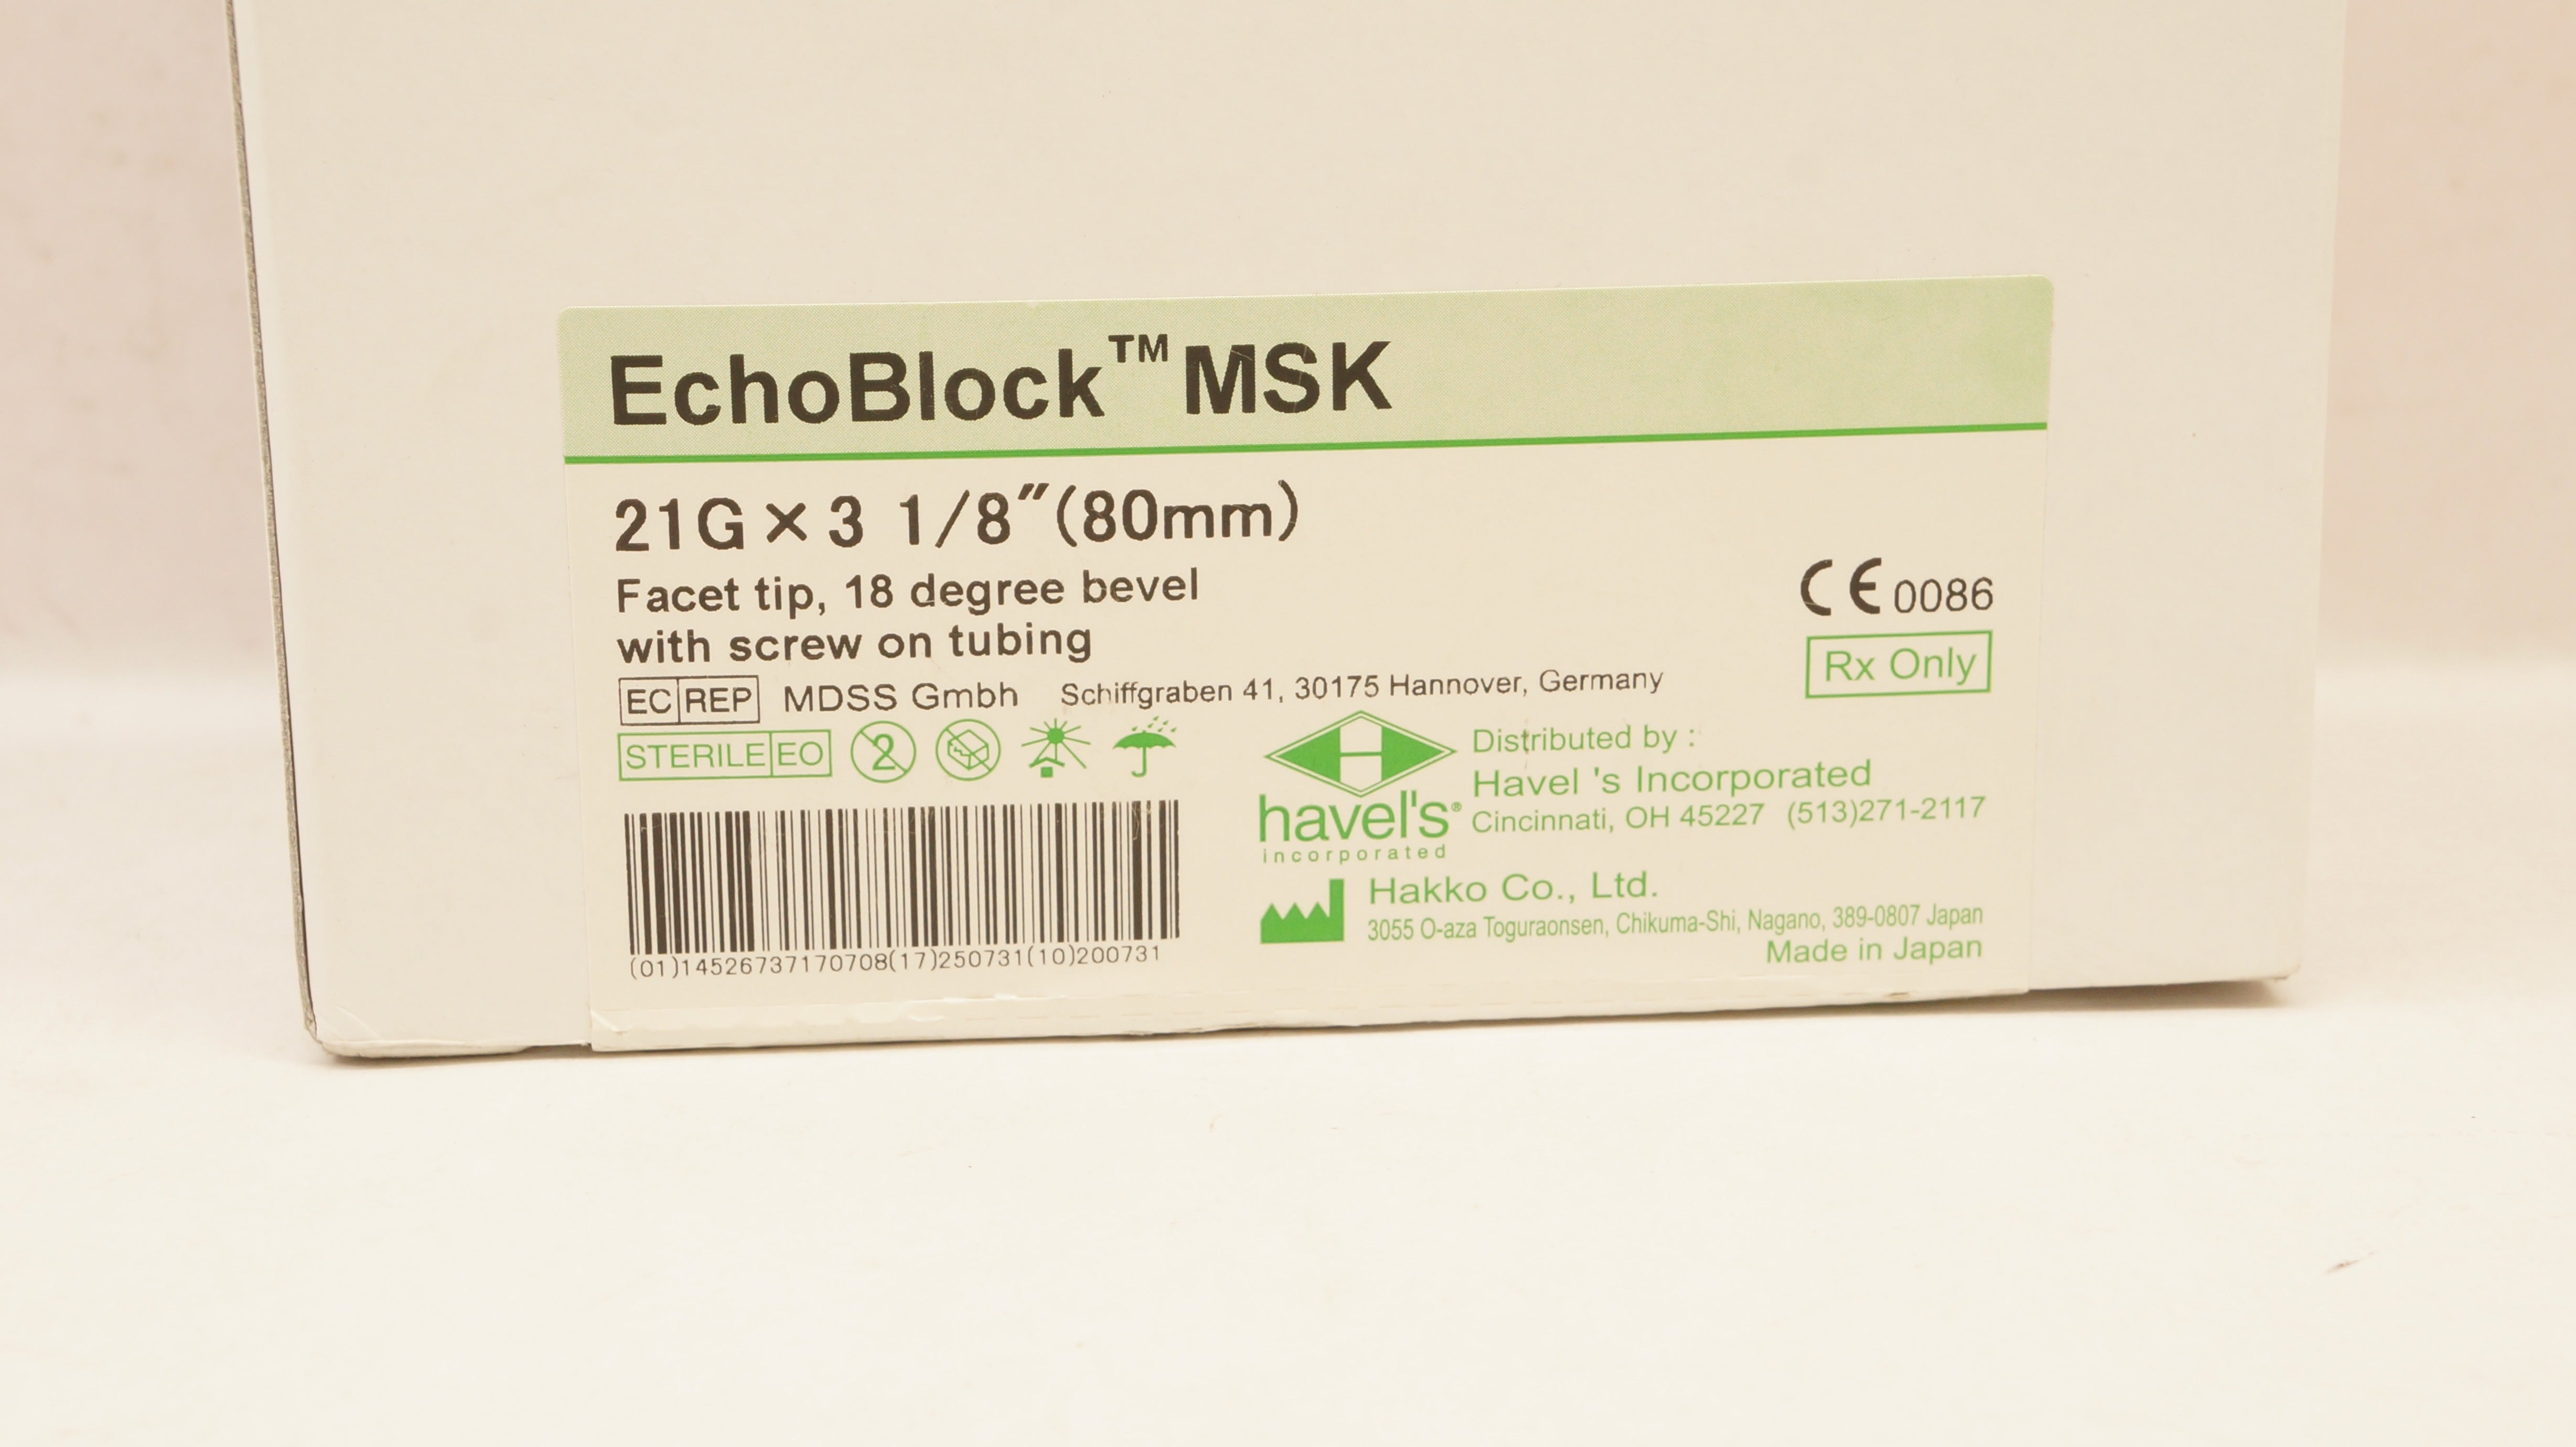 EchoBlock™ MSK
21G×3 1/8″(80mm)
Facet tip, 18 degree bevel
with screw on tubing
CE 0086
Rx Only
EC REP MDSS Gmbh Schiffgraben 41, 30175 Hannover, Germany
STERILE EO 2
(01)14526737170708(17)250731(10)200731
havel's®
incorporated
Distributed by :
Havel 's Incorporated
Cincinnati, OH 45227 (513)271-2117
Hakko Co., Ltd.
3055 O-aza Toguraonsen, Chikuma-Shi, Nagano, 389-0807 Japan
Made in Japan